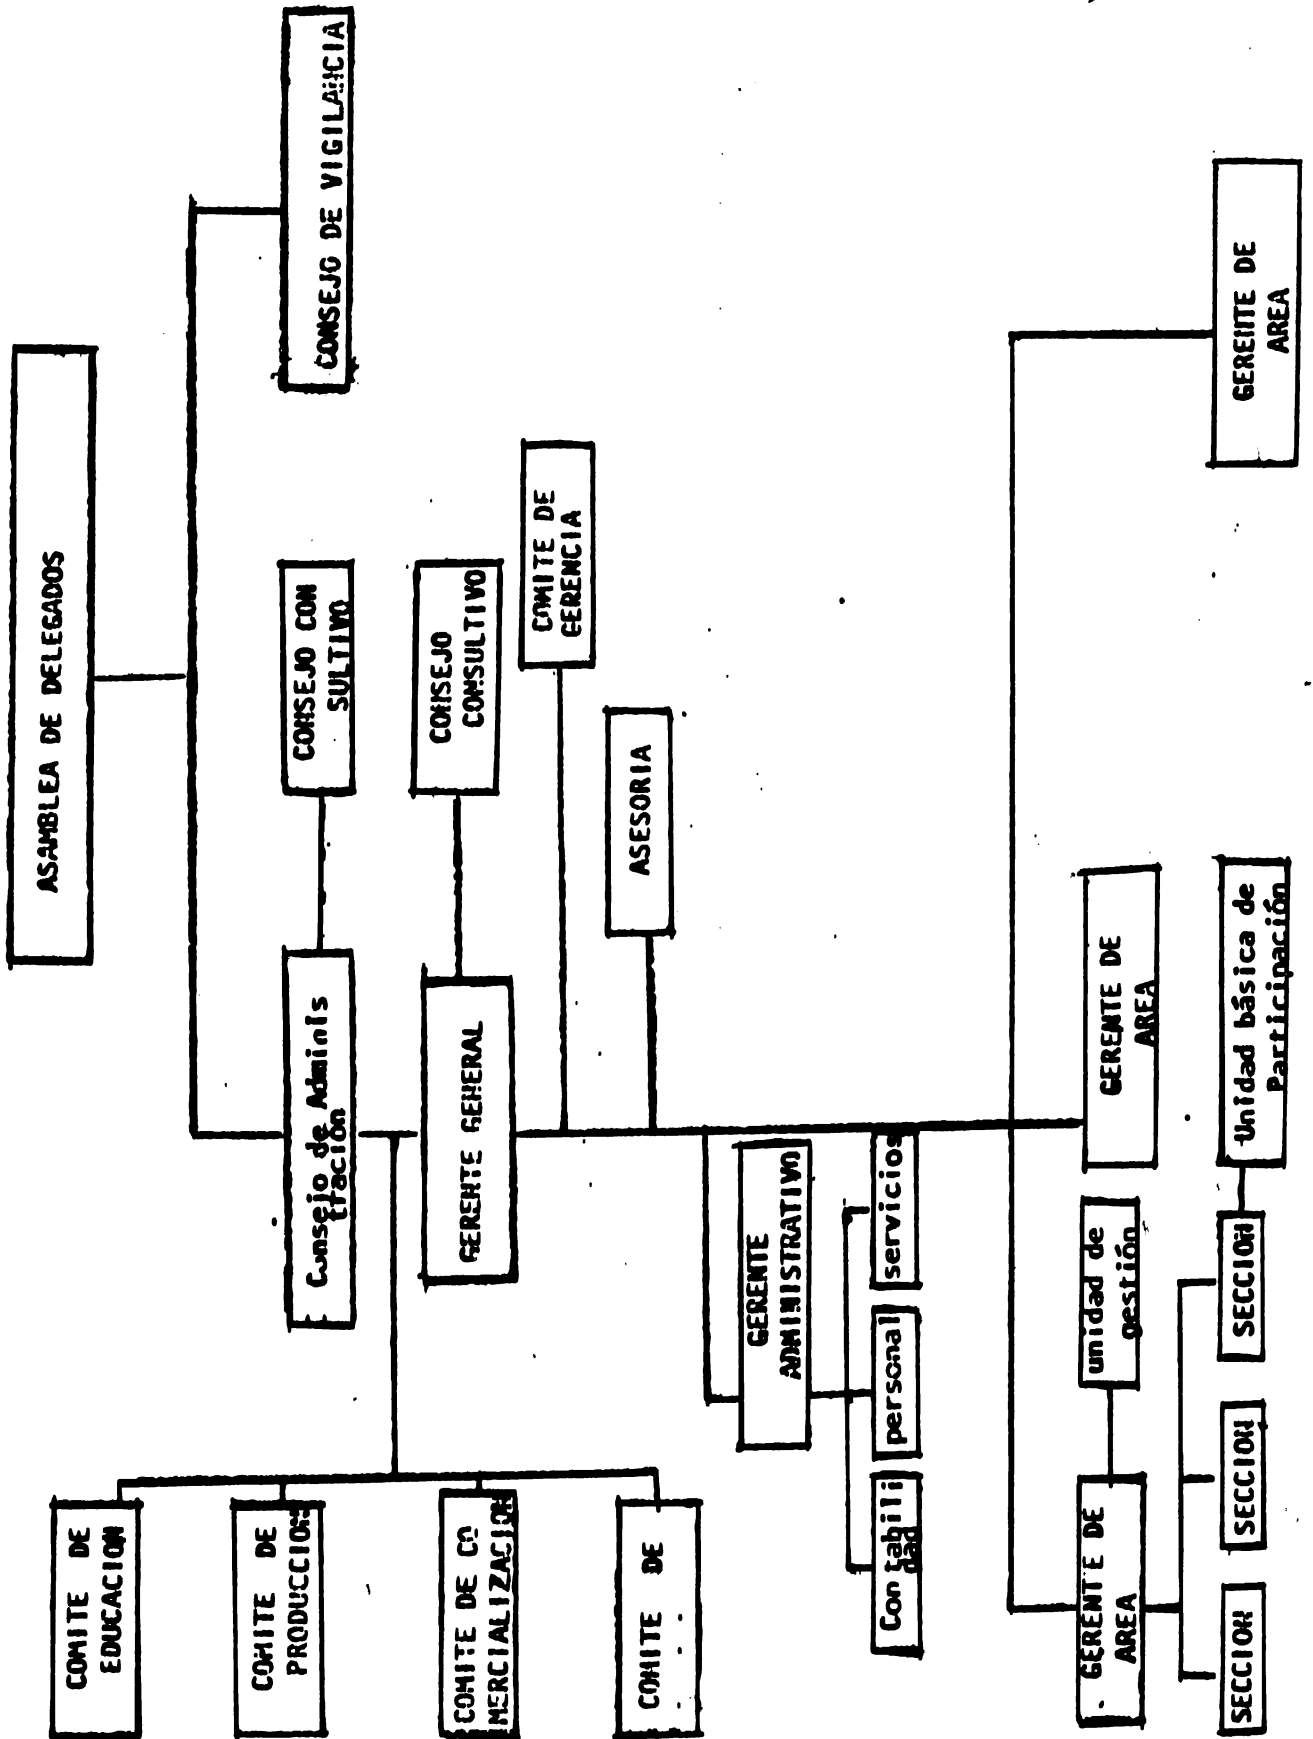 ASAMBLEA DE DELEGADOS
CONSEJO DE VIGILANCIA
Consejo de Adminis
tración
CONSEJO CON
SULTIVO
GERENTE GENERAL
CONSEJO
CONSULTIVO
COMITE DE
GERENCIA
ASESORIA
COMITE DE
EDUCACION
COMITE DE
PRODUCCION
COMITE DE CO
MERCIALIZACION
COMITE DE
. . . .
GERENTE
ADMINISTRATIVO
Contabili
dad
personal
servicios
GERENTE DE
AREA
unidad de
gestión
GERENTE DE
AREA
GERENTE DE
AREA
SECCION
SECCION
SECCION
Unidad básica de
Participación